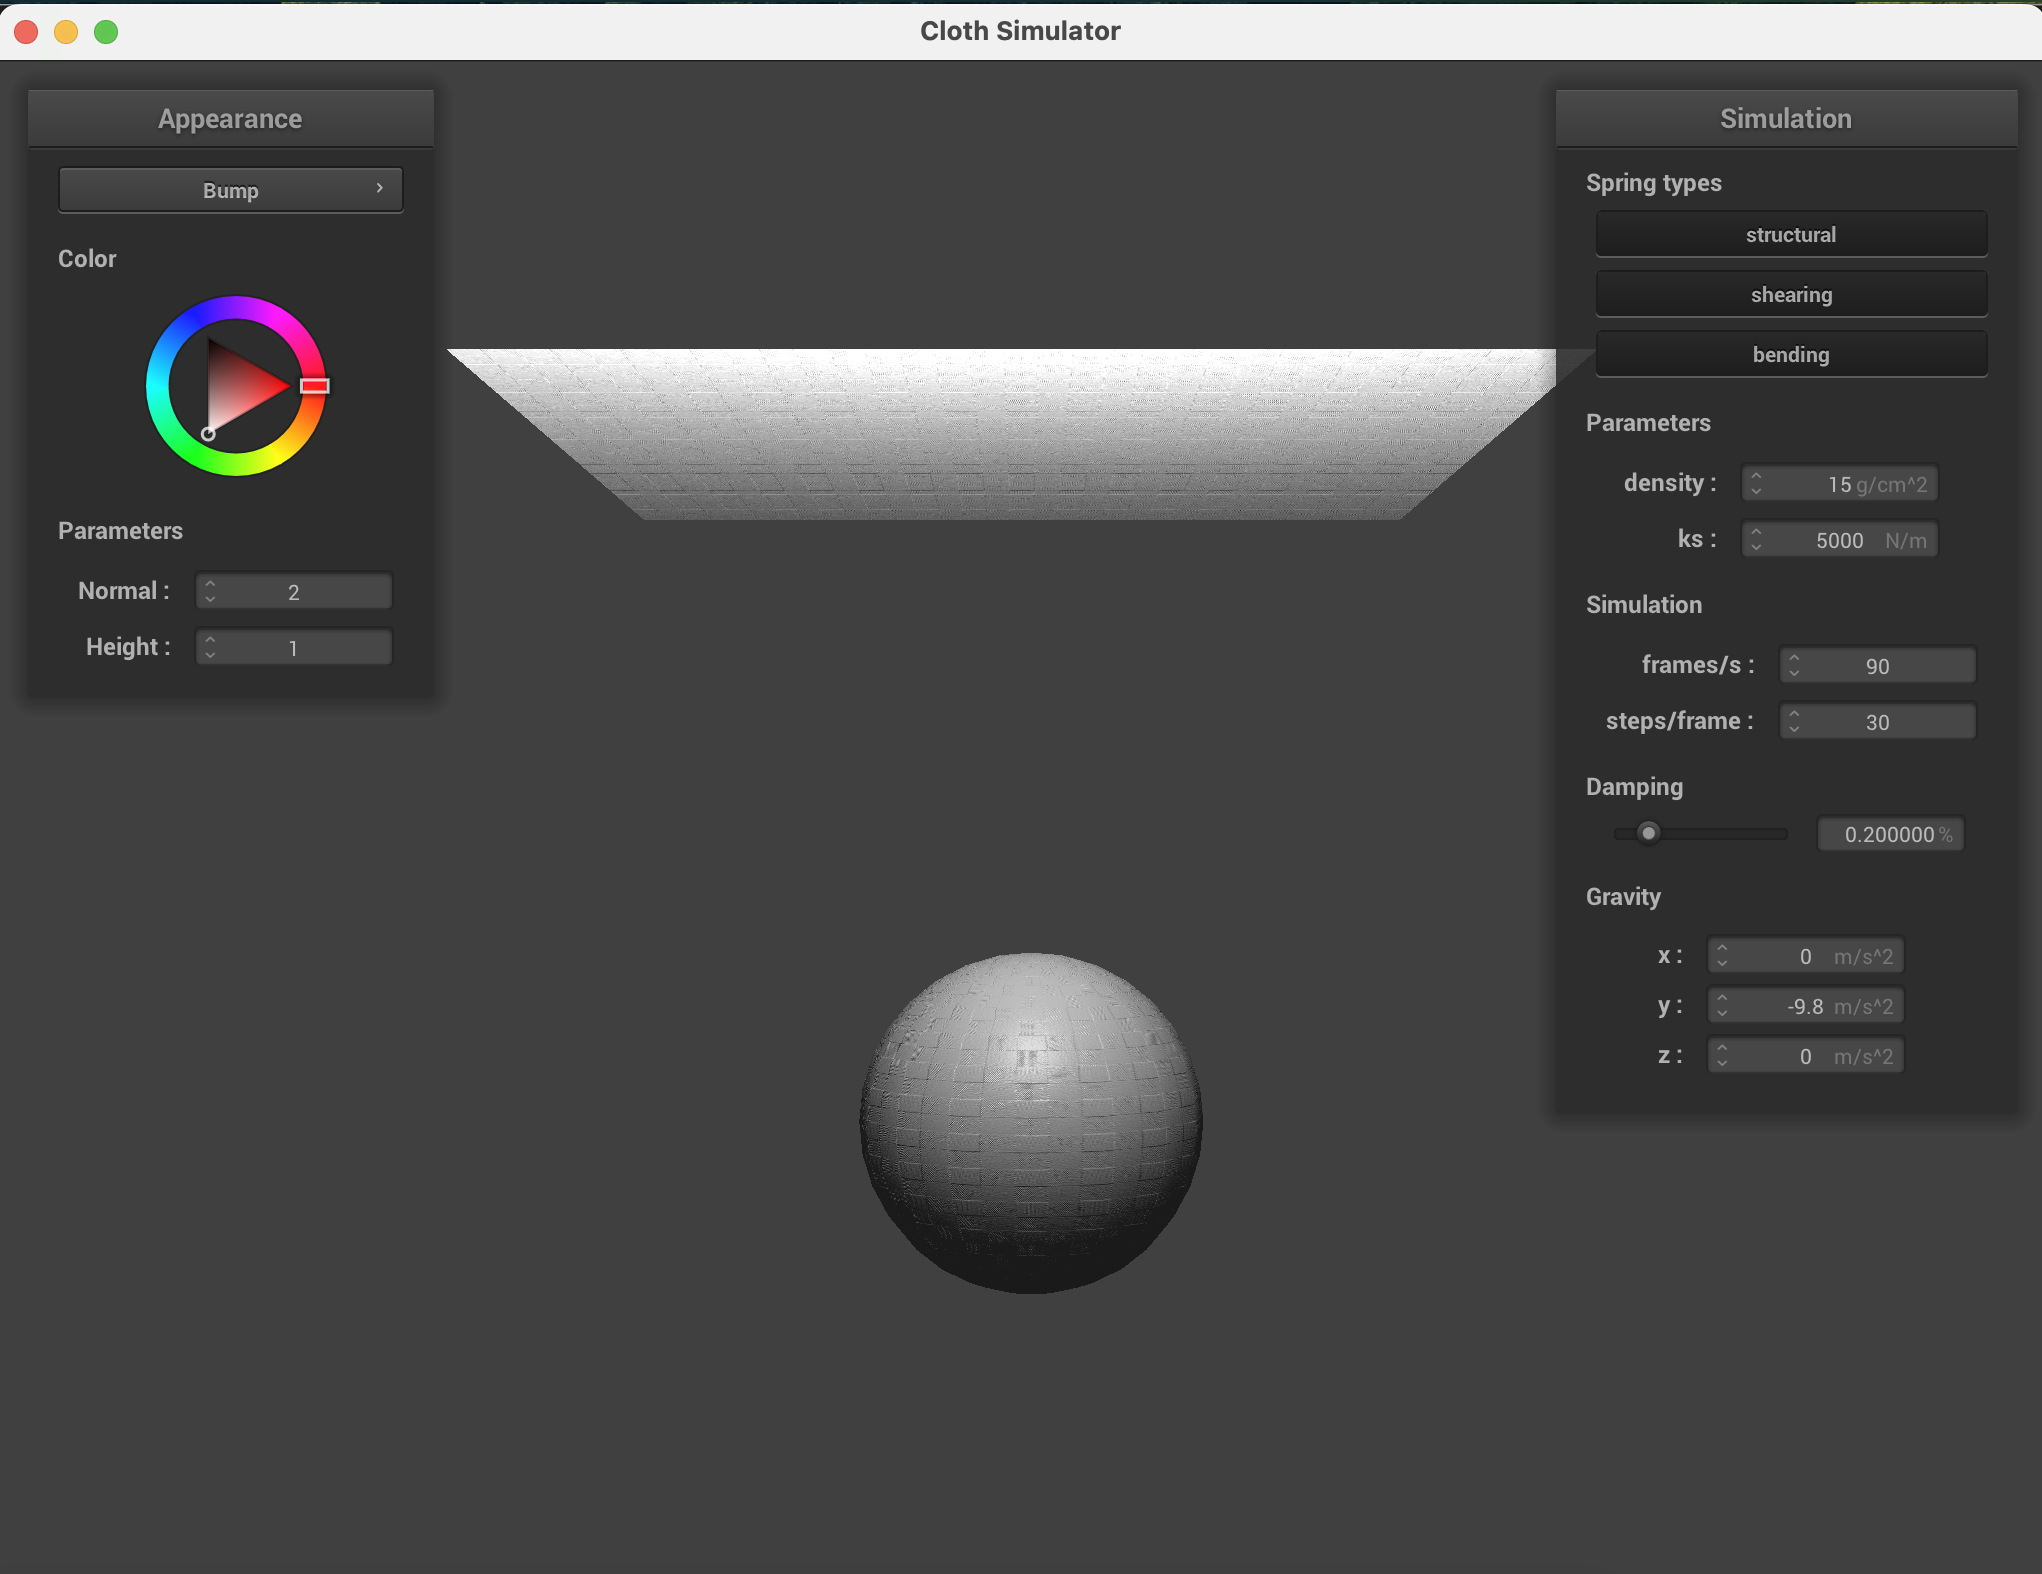 Cloth Simulator
Appearance
Bump
Color
Parameters
Normal : 2
Height : 1
Simulation
Spring types
structural
shearing
bending
Parameters
density : 15 g/cm^2
ks : 5000 N/m
Simulation
frames/s : 90
steps/frame : 30
Damping
0.200000 %
Gravity
x : 0 m/s^2
y : -9.8 m/s^2
z : 0 m/s^2